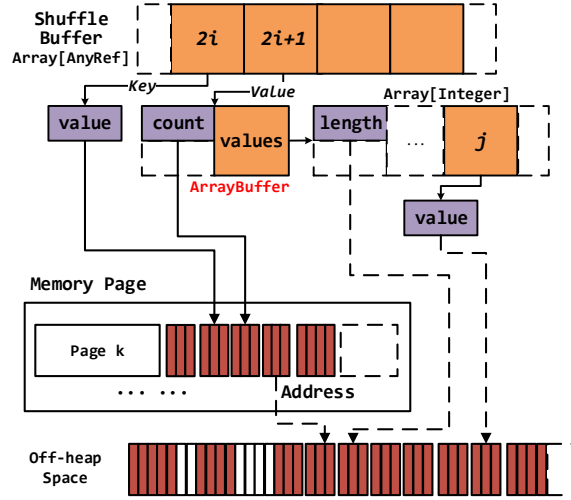 Shuffle
Buffer
Array[AnyRef]
2i
2i+1
Key
Value
Array[Integer]
value
count
values
length
...
j
ArrayBuffer
value
Memory Page
Page k
... ...
Address
Off-heap
Space